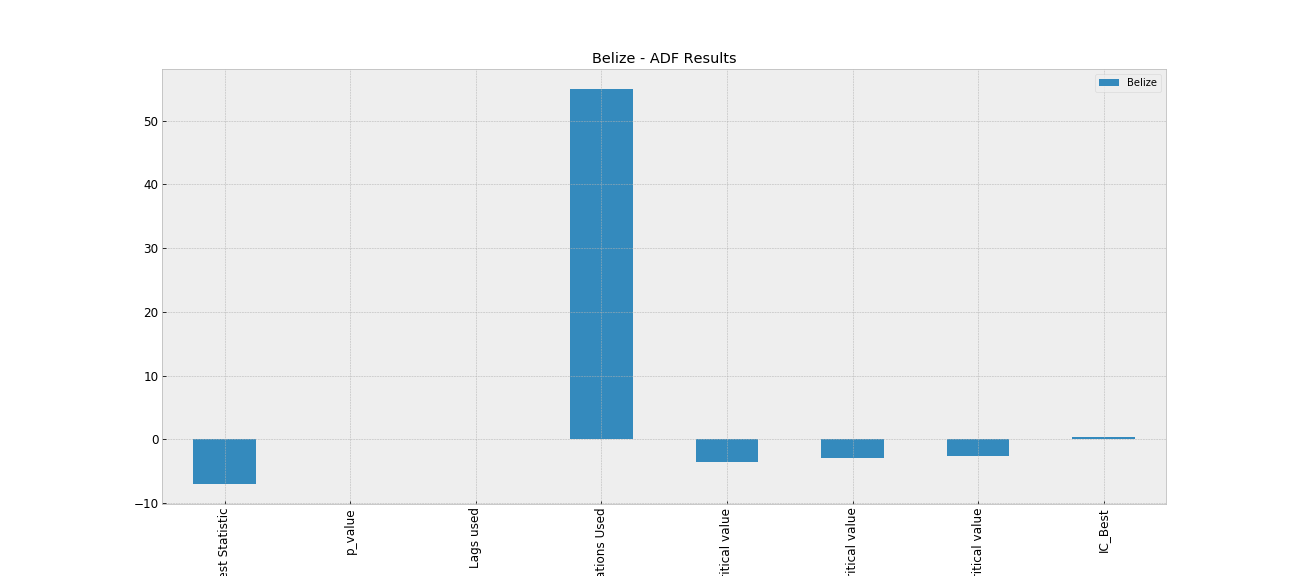 Belize - ADF Results
Belize
50
40
30
20
10
0
−10
est Statistic
p_value
Lags used
ations Used
ritical value
ritical value
ritical value
IC_Best